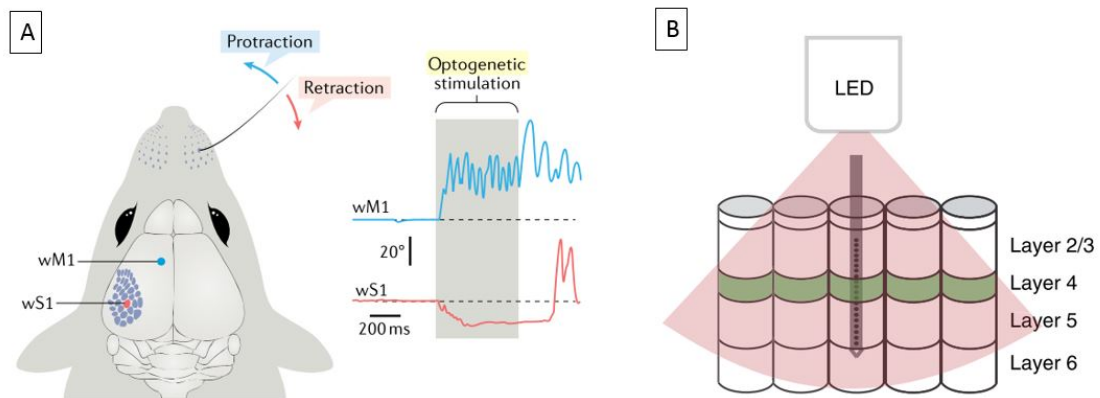 A
Protraction
Retraction
Optogenetic
stimulation
wM1
20°
wS1
200 ms
wM1
wS1
B
LED
Layer 2/3
Layer 4
Layer 5
Layer 6